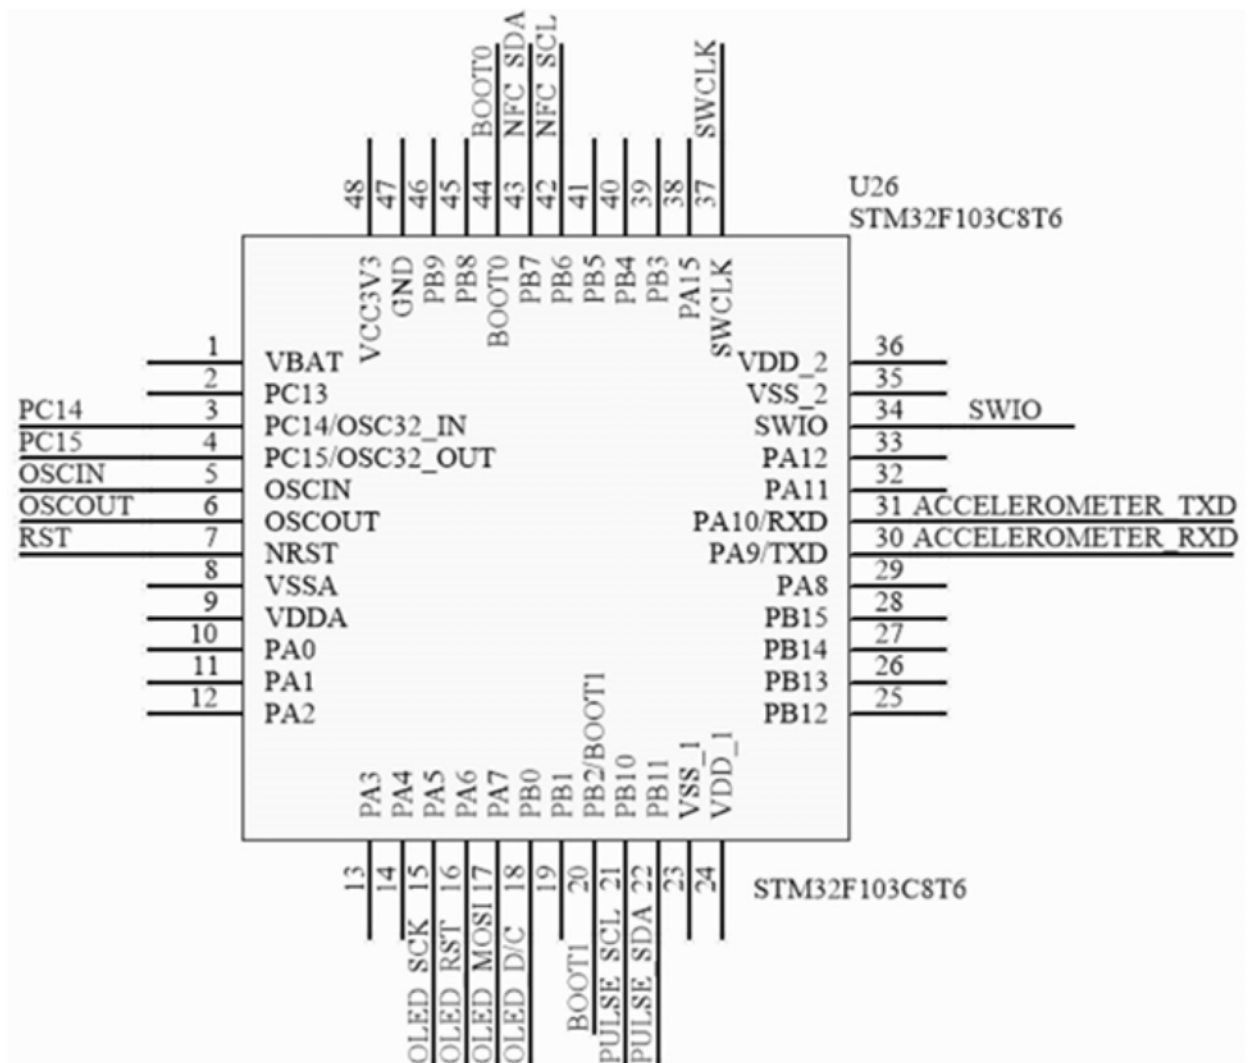 BOOT0
NFC SDA
NFC SCL
SWCLK
48
47
46
45
44
43
42
41
40
39
38
37
U26
STM32F103C8T6
VCC3V3
GND
PB9
PB8
BOOT0
PB7
PB6
PB5
PB4
PB3
PA15
SWCLK
1 VBAT
2 PC13
PC14 3 PC14/OSC32_IN
PC15 4 PC15/OSC32_OUT
OSCIN 5 OSCIN
OSCOUT 6 OSCOUT
RST 7 NRST
8 VSSA
9 VDDA
10 PA0
11 PA1
12 PA2
VDD_2 36
VSS_2 35
SWIO 34 SWIO
PA12 33
PA11 32
PA10/RXD 31 ACCELEROMETER_TXD
PA9/TXD 30 ACCELEROMETER_RXD
PA8 29
PB15 28
PB14 27
PB13 26
PB12 25
PA3
PA4
PA5
PA6
PA7
PB0
PB1
PB2/BOOT1
PB10
PB11
VSS_1
VDD_1
13
14
OLED SCK 15
OLED RST 16
OLED MOSI 17
OLED D/C 18
19
BOOT1 20
PULSE SCL 21
PULSE SDA 22
23
24
STM32F103C8T6